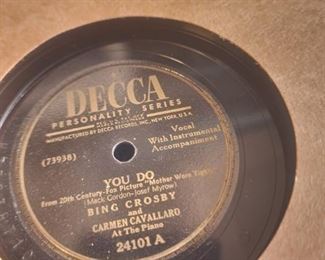 DECCA
PERSONALITY SERIES
MANUFACTURED BY DECCA RECORDS, INC., NEW YORK, U.S.A.
Vocal
With Instrumental
Accompaniment
(73938)
YOU DO
From 20th Century-Fox Picture "Mother Wore Tights"
(Mack Gordon-Josef Myrow)
BING CROSBY
and
CARMEN CAVALLARO
At The Piano
24101 A